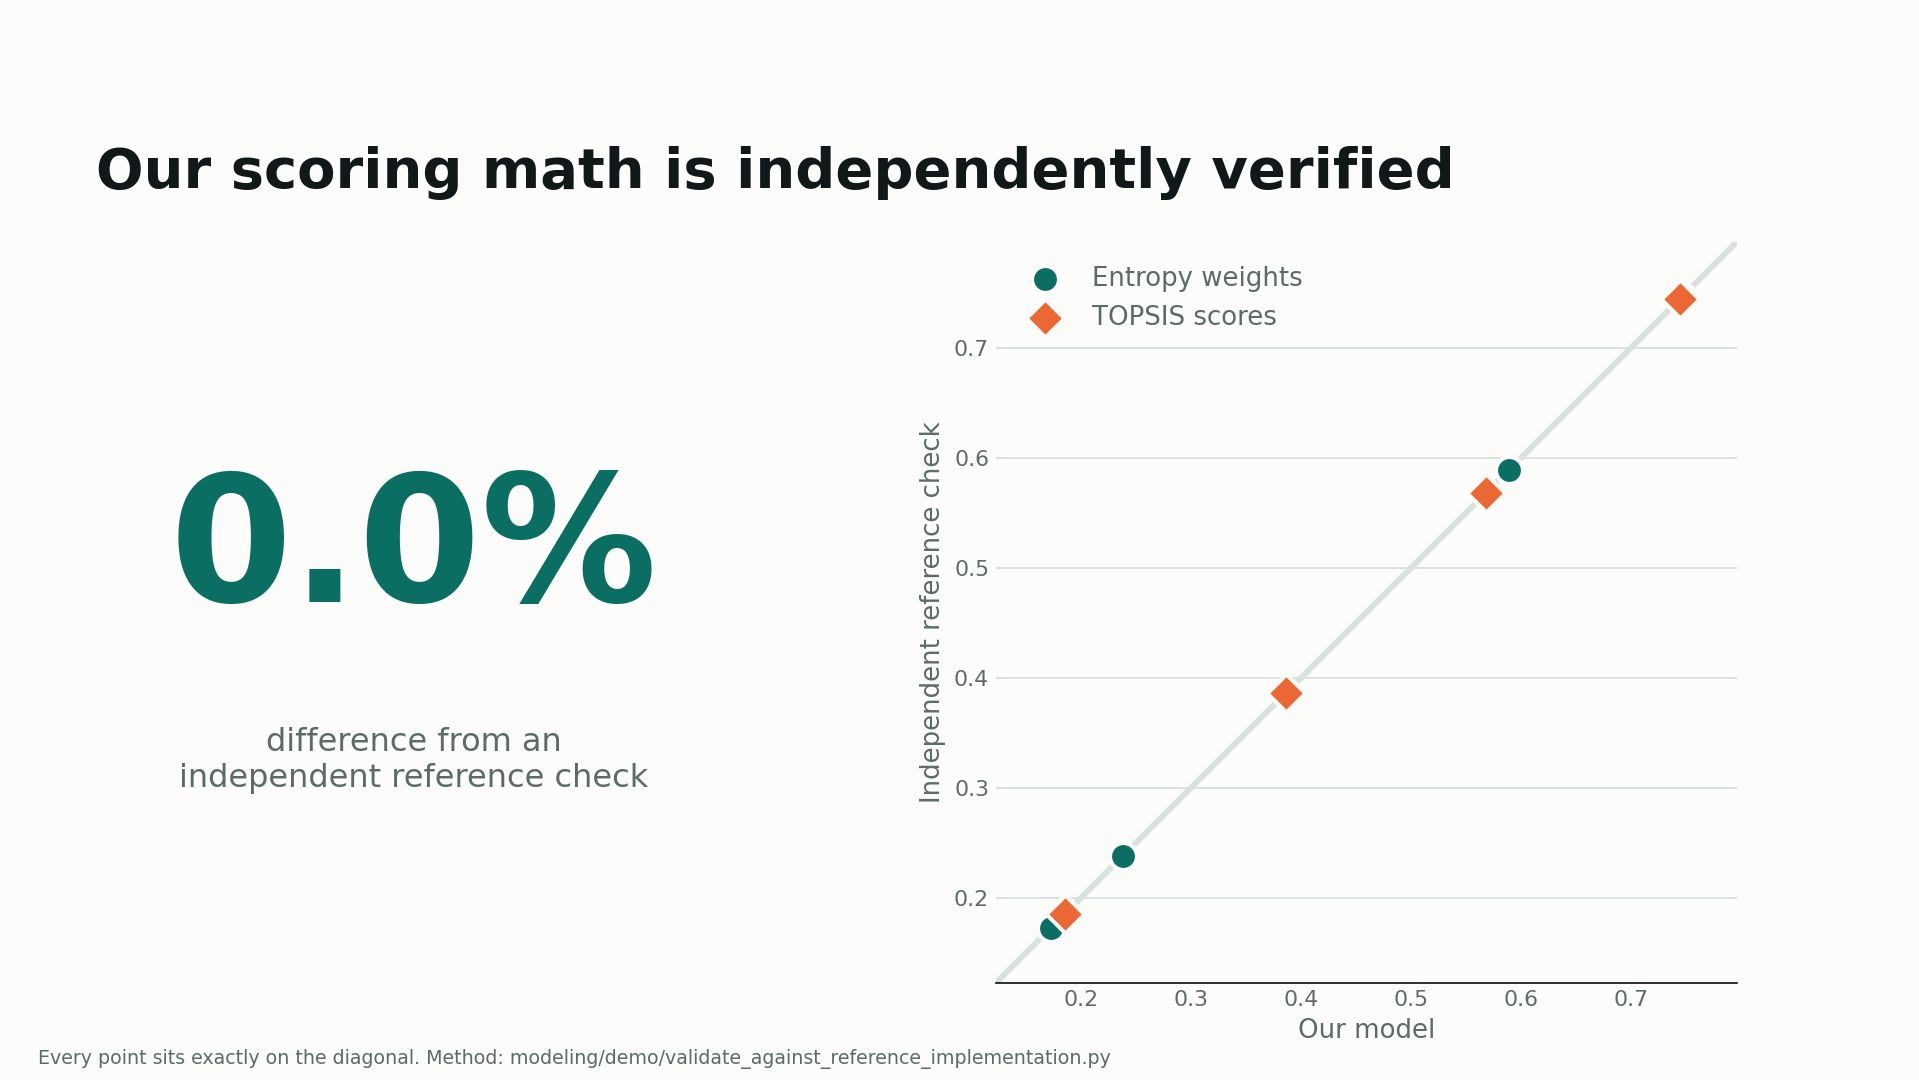 Our scoring math is independently verified
0.0%
difference from an
independent reference check
Entropy weights
TOPSIS scores
Independent reference check
0.7
0.6
0.5
0.4
0.3
0.2
0.2 0.3 0.4 0.5 0.6 0.7
Our model
Every point sits exactly on the diagonal. Method: modeling/demo/validate_against_reference_implementation.py